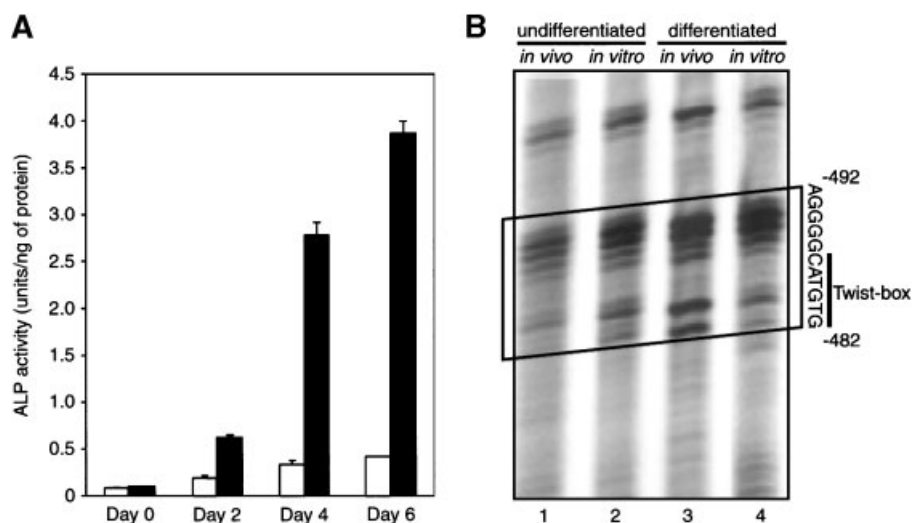 A
B
undifferentiated differentiated
in vivo in vitro in vivo in vitro
4.5
4.0
3.0
3.0
2.5
2.0
1.5
1.0
0.5
0
ALP activity (units/ng of protein)
Day 0 Day 2 Day 4 Day 6
-492
AGGGGGCATGTG
Twist-box
-482
1 2 3 4